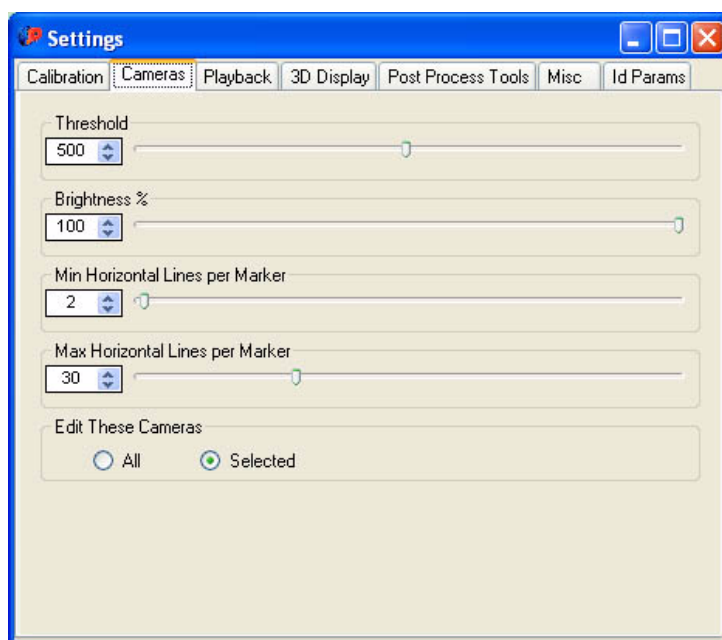 Settings
Calibration Cameras Playback 3D Display Post Process Tools Misc Id Params
Threshold
500
Brightness %
100
Min Horizontal Lines per Marker
2
Max Horizontal Lines per Marker
30
Edit These Cameras
All Selected